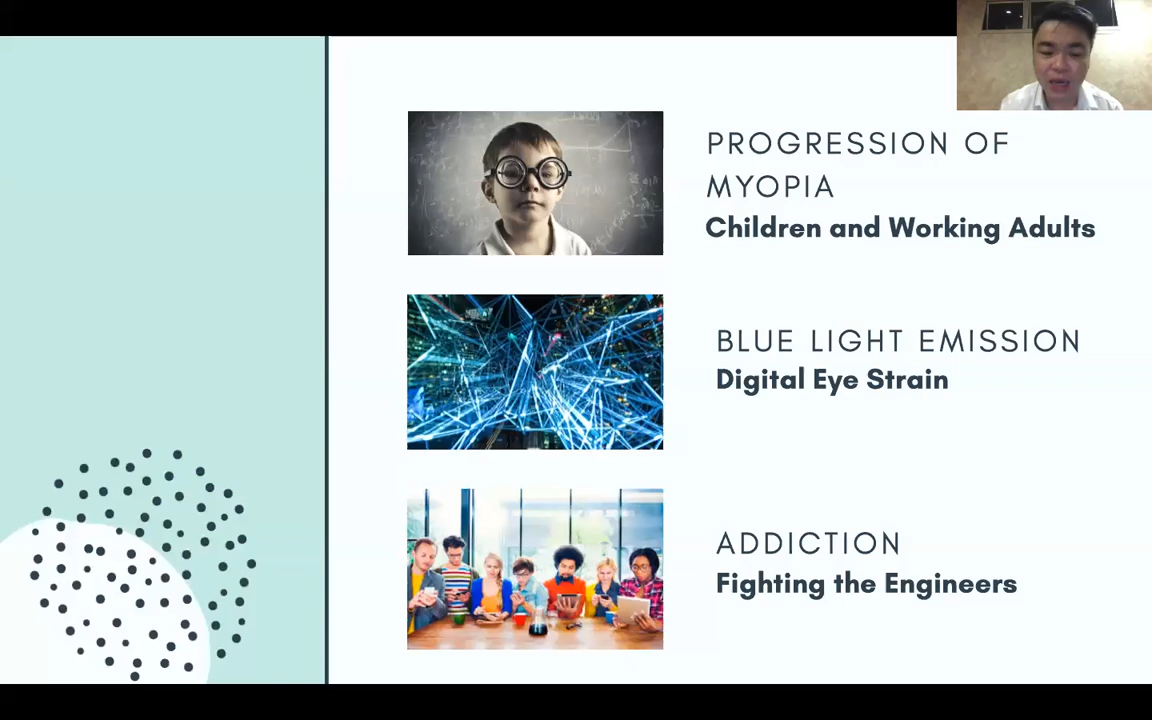 PROGRESSION OF
MYOPIA
Children and Working Adults
BLUE LIGHT EMISSION
Digital Eye Strain
ADDICTION
Fighting the Engineers